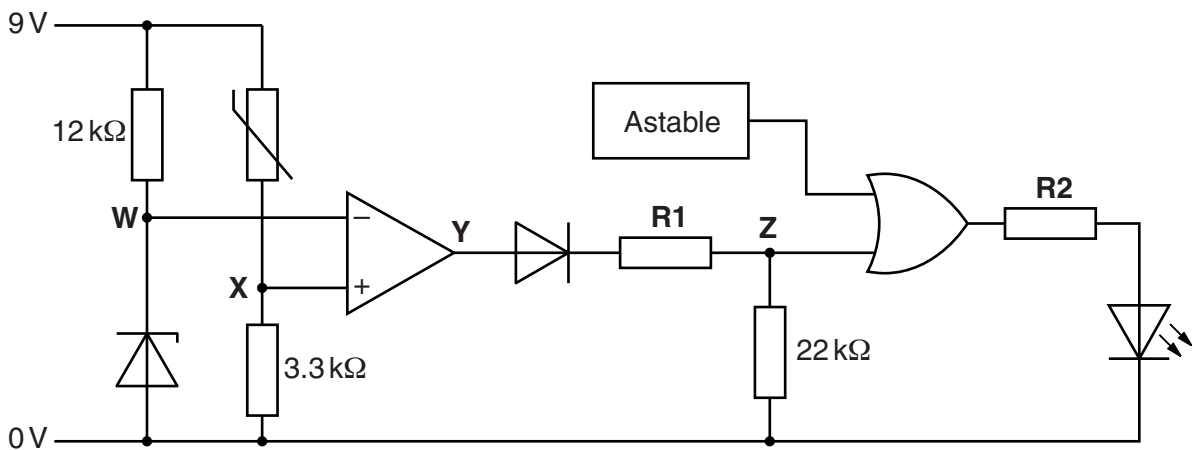 9 V
12 kΩ
W
X
3.3 kΩ
−
+
Y
R1
Z
22 kΩ
Astable
R2
0 V